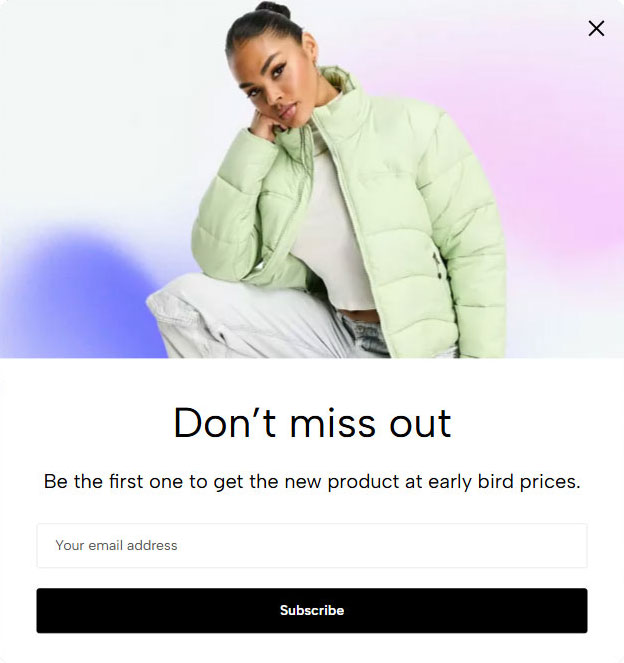 Don’t miss out
Be the first one to get the new product at early bird prices.
Your email address
Subscribe